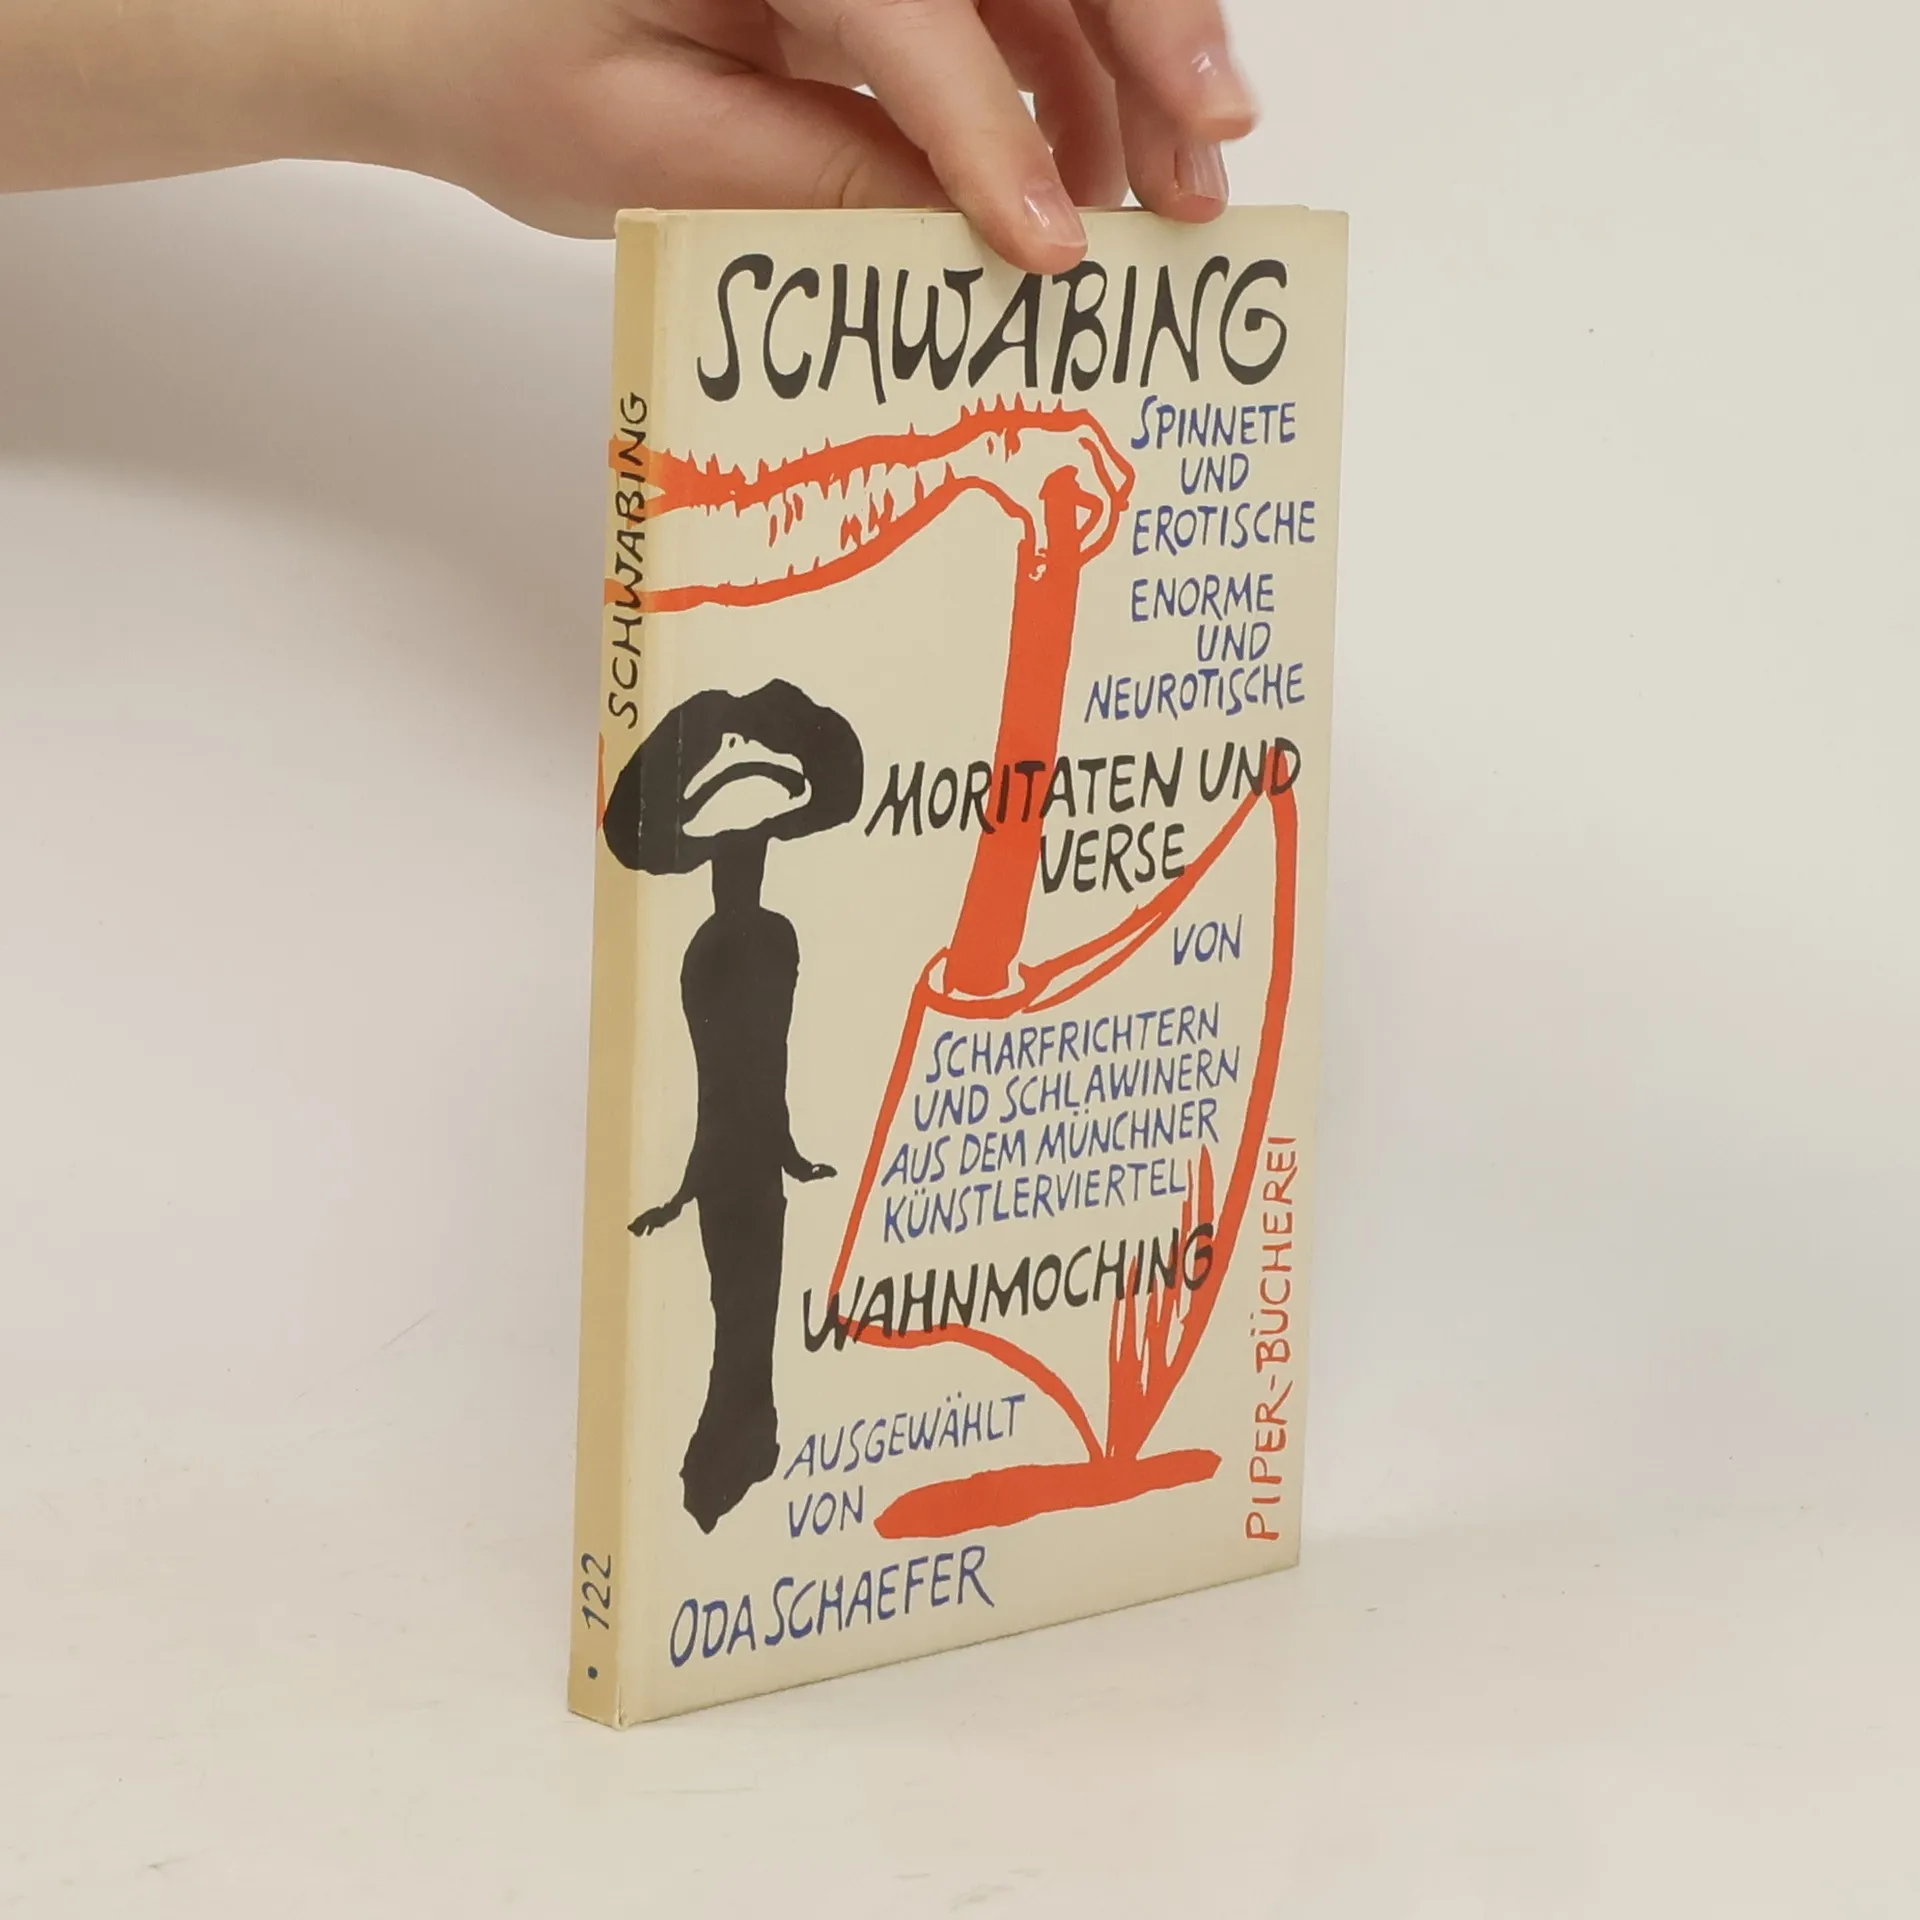 SCHWABING
SPINNETE
UND
EROTISCHE
ENORME
UND
NEUROTISCHE
MORITATEN UND
VERSE
VON
SCHARFRICHTERN
UND SCHLAWINERN
AUS DEM MÜNCHNER
KÜNSTLERVIERTEL
WAHNMOCHING
AUSGEWÄHLT
VON
ODA SCHAEFER
PIPER-BÜCHEREI
SCHWABING
• 122